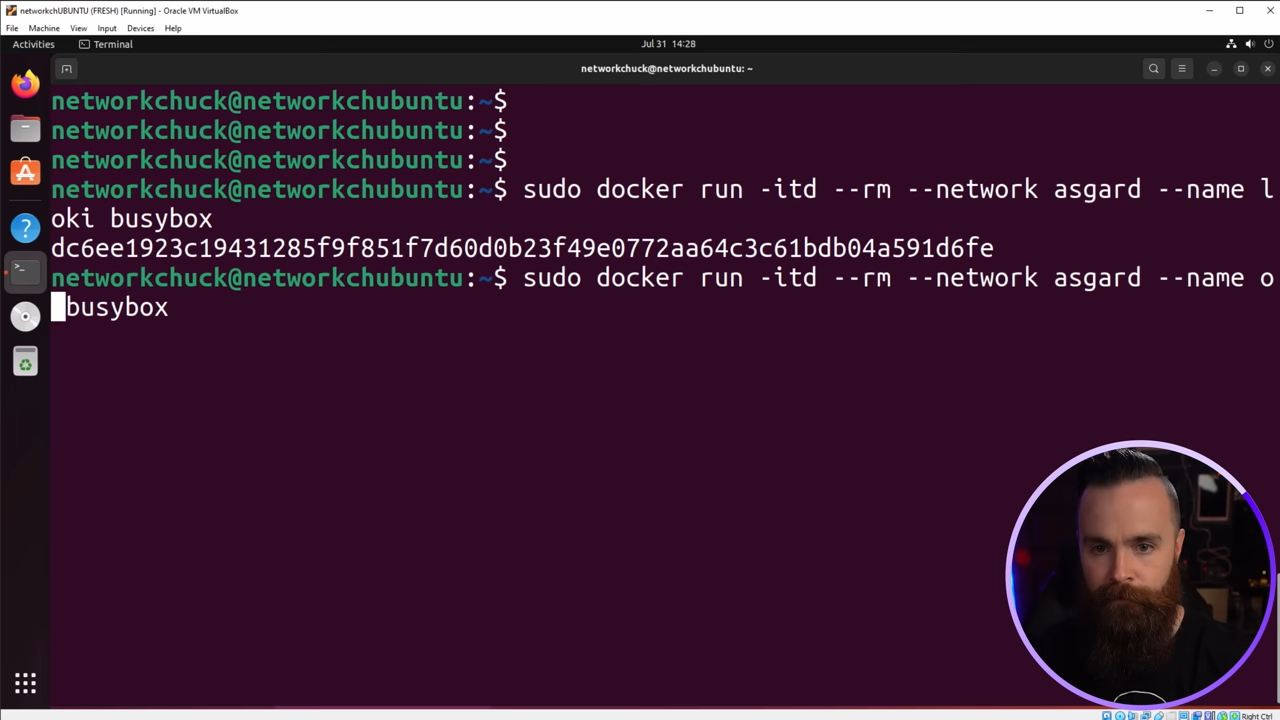 networkchUBUNTU (FRESH) [Running] - Oracle VM VirtualBox
File Machine View Input Devices Help
Activities Terminal Jul 31 14:28
networkchuck@networkchubuntu: ~
networkchuck@networkchubuntu:~$
networkchuck@networkchubuntu:~$
networkchuck@networkchubuntu:~$
networkchuck@networkchubuntu:~$ sudo docker run -itd --rm --network asgard --name l
oki busybox
dc6ee1923c19431285f9f851f7d60d0b23f49e0772aa64c3c61bdb04a591d6fe
networkchuck@networkchubuntu:~$ sudo docker run -itd --rm --network asgard --name o
busybox
Right Ctrl